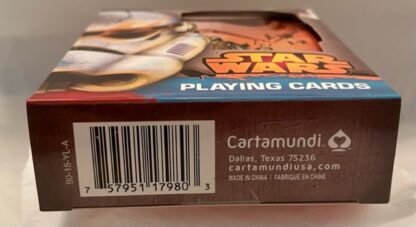 STAR
WARS
PLAYING CARDS
90-15-YL-A
7 57951 17980 3
Cartamundi
Dallas, Texas 75236
cartamundiusa.com
MADE IN CHINA | FABRIQUÉ EN CHINE